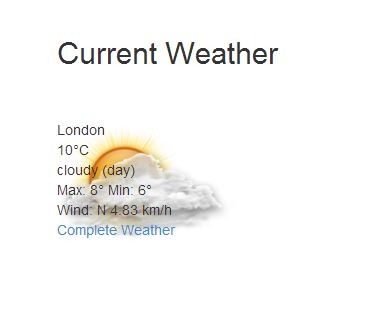 Current Weather
London
10°C
cloudy (day)
Max: 8° Min: 6°
Wind: N 4.83 km/h
Complete Weather